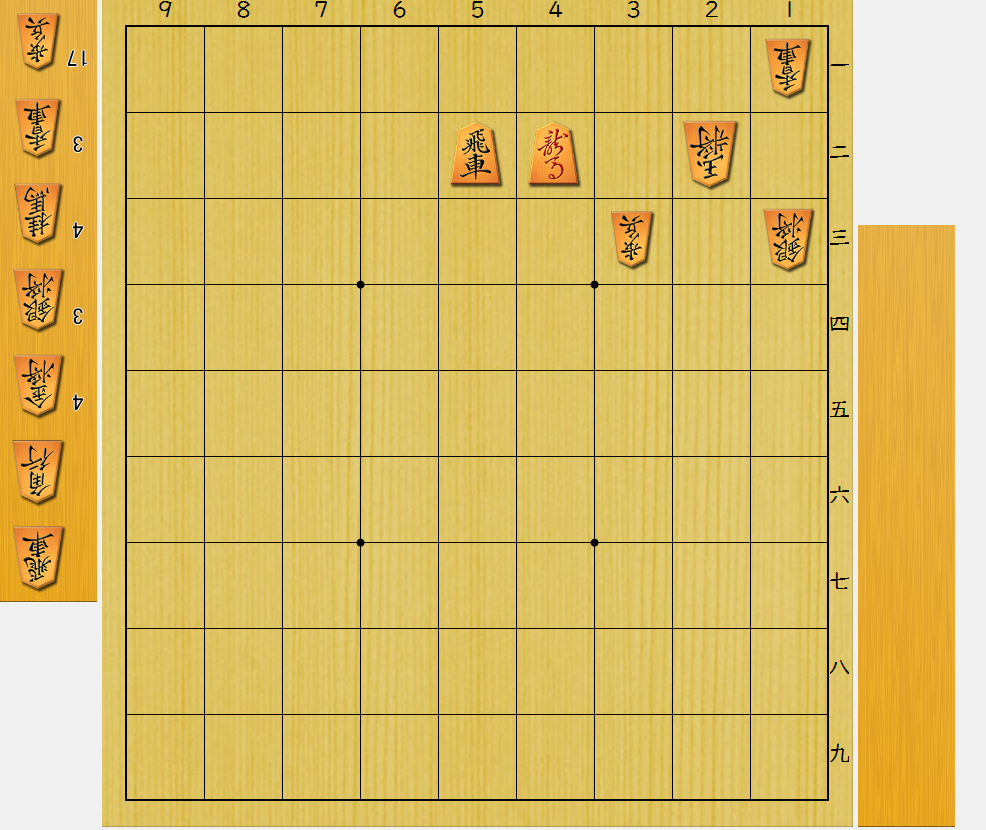 9 8 7 6 5 4 3 2 1
歩兵 17
香車 3
桂馬 4
銀将 3
金将 4
角行
飛車
香車 一
飛車 龍馬 玉将 二
歩兵 銀将 三
四
五
六
七
八
九